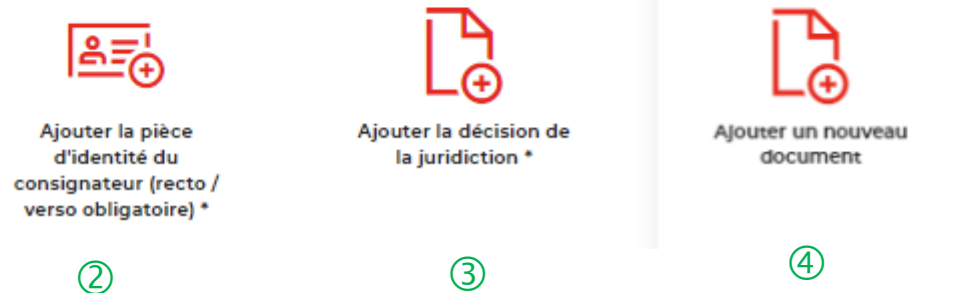 Ajouter la pièce
d'identité du
consignateur (recto /
verso obligatoire) *
②
Ajouter la décision de
la juridiction *
③
Ajouter un nouveau
document
④